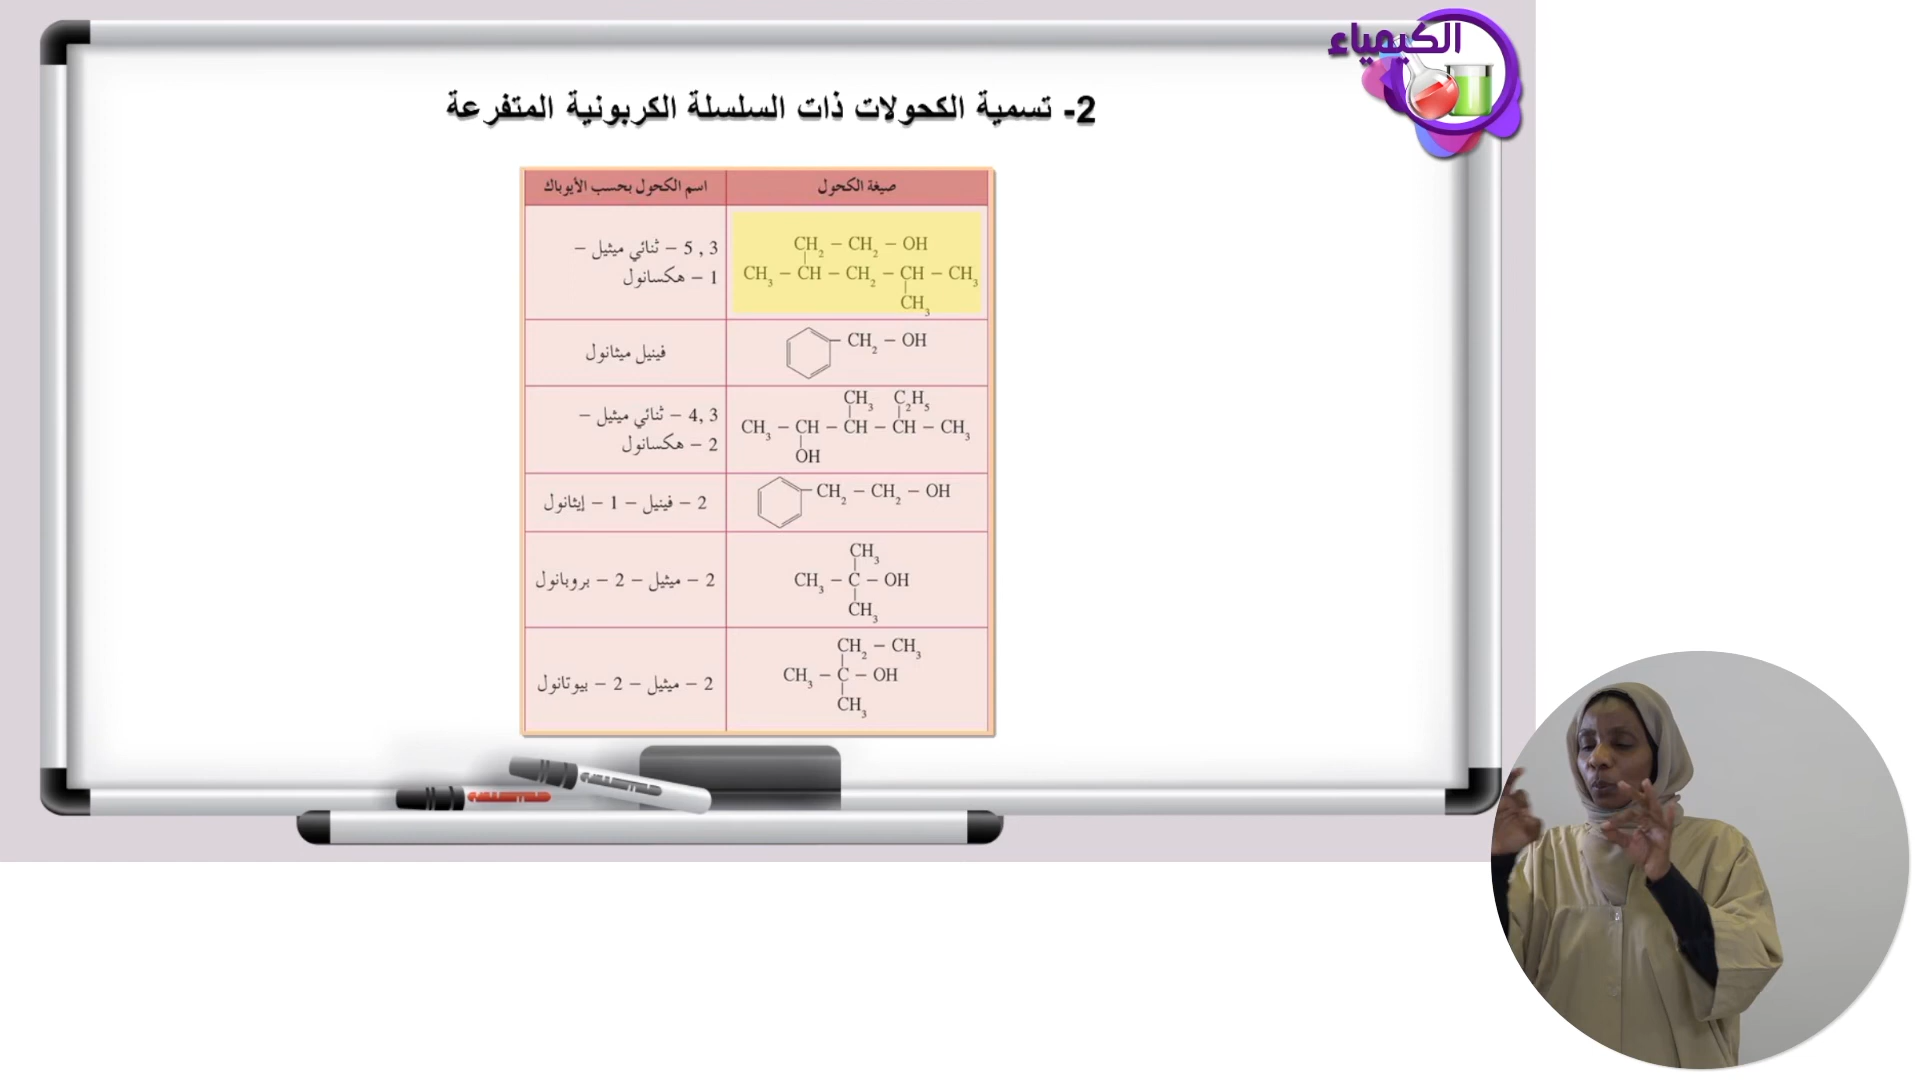 الكيمياء
2- تسمية الكحولات ذات السلسلة الكربونية المتفرعة
صيغة الكحول
اسم الكحول بحسب الأيوباك
CH₂ – CH₂ – OH
CH₃ – CH – CH₂ – CH – CH₃
CH₃
3 , 5 – ثنائي ميثيل –
1 – هكسانول
CH₂ – OH
فينيل ميثانول
CH₃ C₂H₅
CH₃ – CH – CH – CH – CH₃
OH
3 ,4 – ثنائي ميثيل –
2 – هكسانول
CH₂ – CH₂ – OH
2 – فينيل – 1 – إيثانول
CH₃
CH₃ – C – OH
CH₃
2 – ميثيل – 2 – بروبانول
CH₂ – CH₃
CH₃ – C – OH
CH₃
2 – ميثيل – 2 – بيوتانول